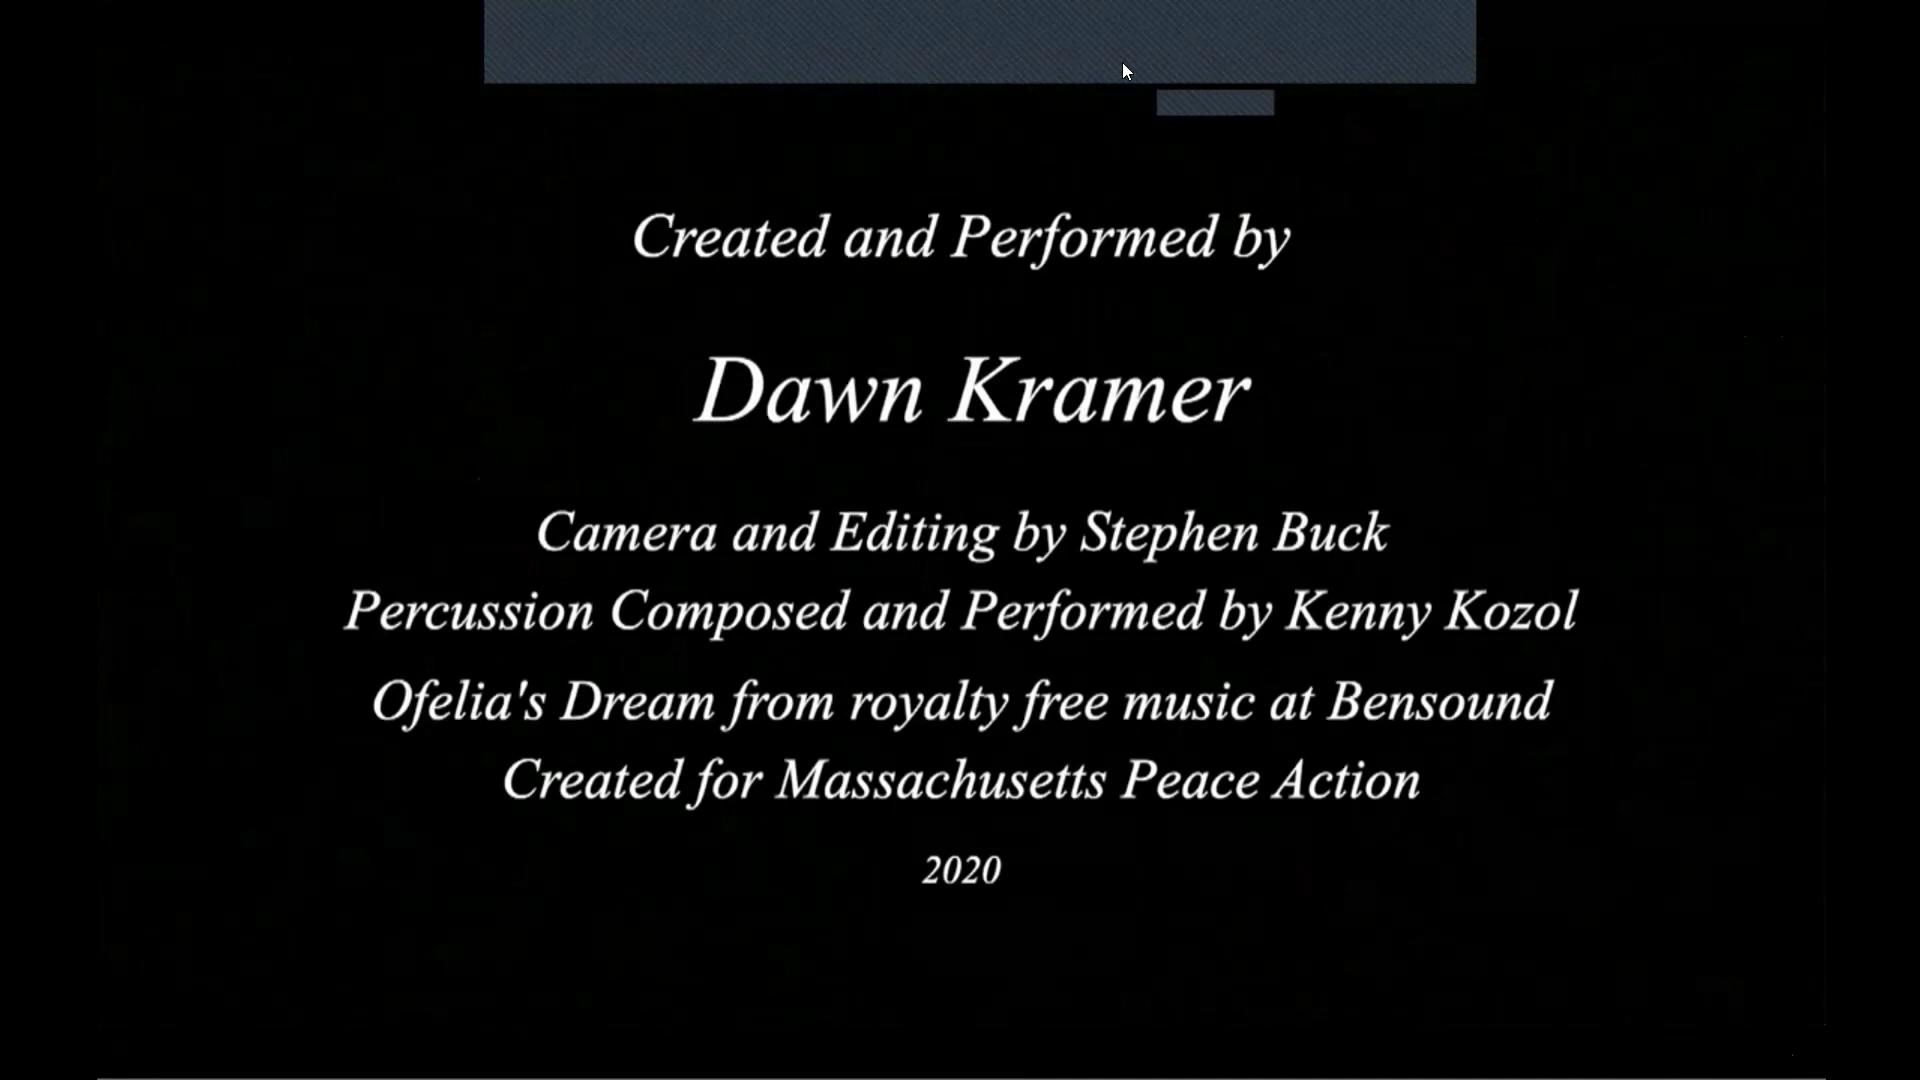 Created and Performed by
Dawn Kramer
Camera and Editing by Stephen Buck
Percussion Composed and Performed by Kenny Kozol
Ofelia's Dream from royalty free music at Bensound
Created for Massachusetts Peace Action
2020